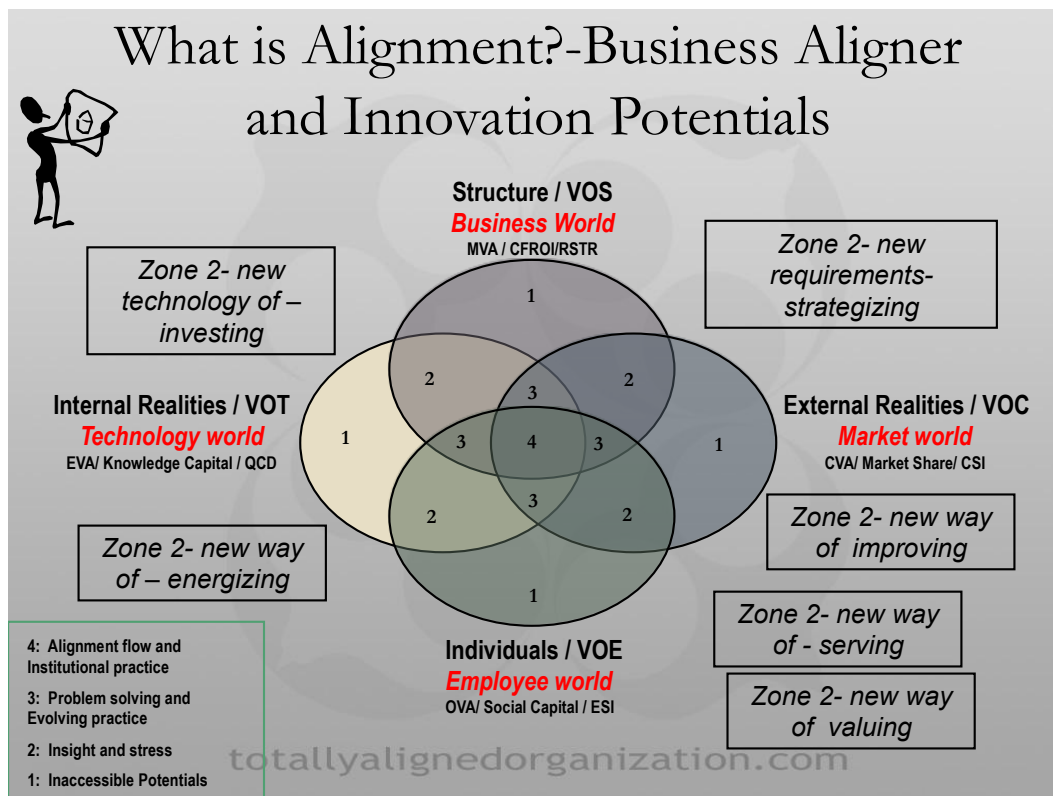 What is Alignment?-Business Aligner
and Innovation Potentials
Structure / VOS
Business World
MVA / CFROI/RSTR
Zone 2- new
technology of –
investing
Zone 2- new
requirements-
strategizing
1
2
3
2
Internal Realities / VOT
Technology world
EVA/ Knowledge Capital / QCD
1
3
4
3
1
External Realities / VOC
Market world
CVA/ Market Share/ CSI
2
3
2
1
Zone 2- new way
of – energizing
Zone 2- new way
of improving
Zone 2- new way
of - serving
Zone 2- new way
of valuing
Individuals / VOE
Employee world
OVA/ Social Capital / ESI
4: Alignment flow and
Institutional practice
3: Problem solving and
Evolving practice
2: Insight and stress
1: Inaccessible Potentials
totallyalignedorganization.com